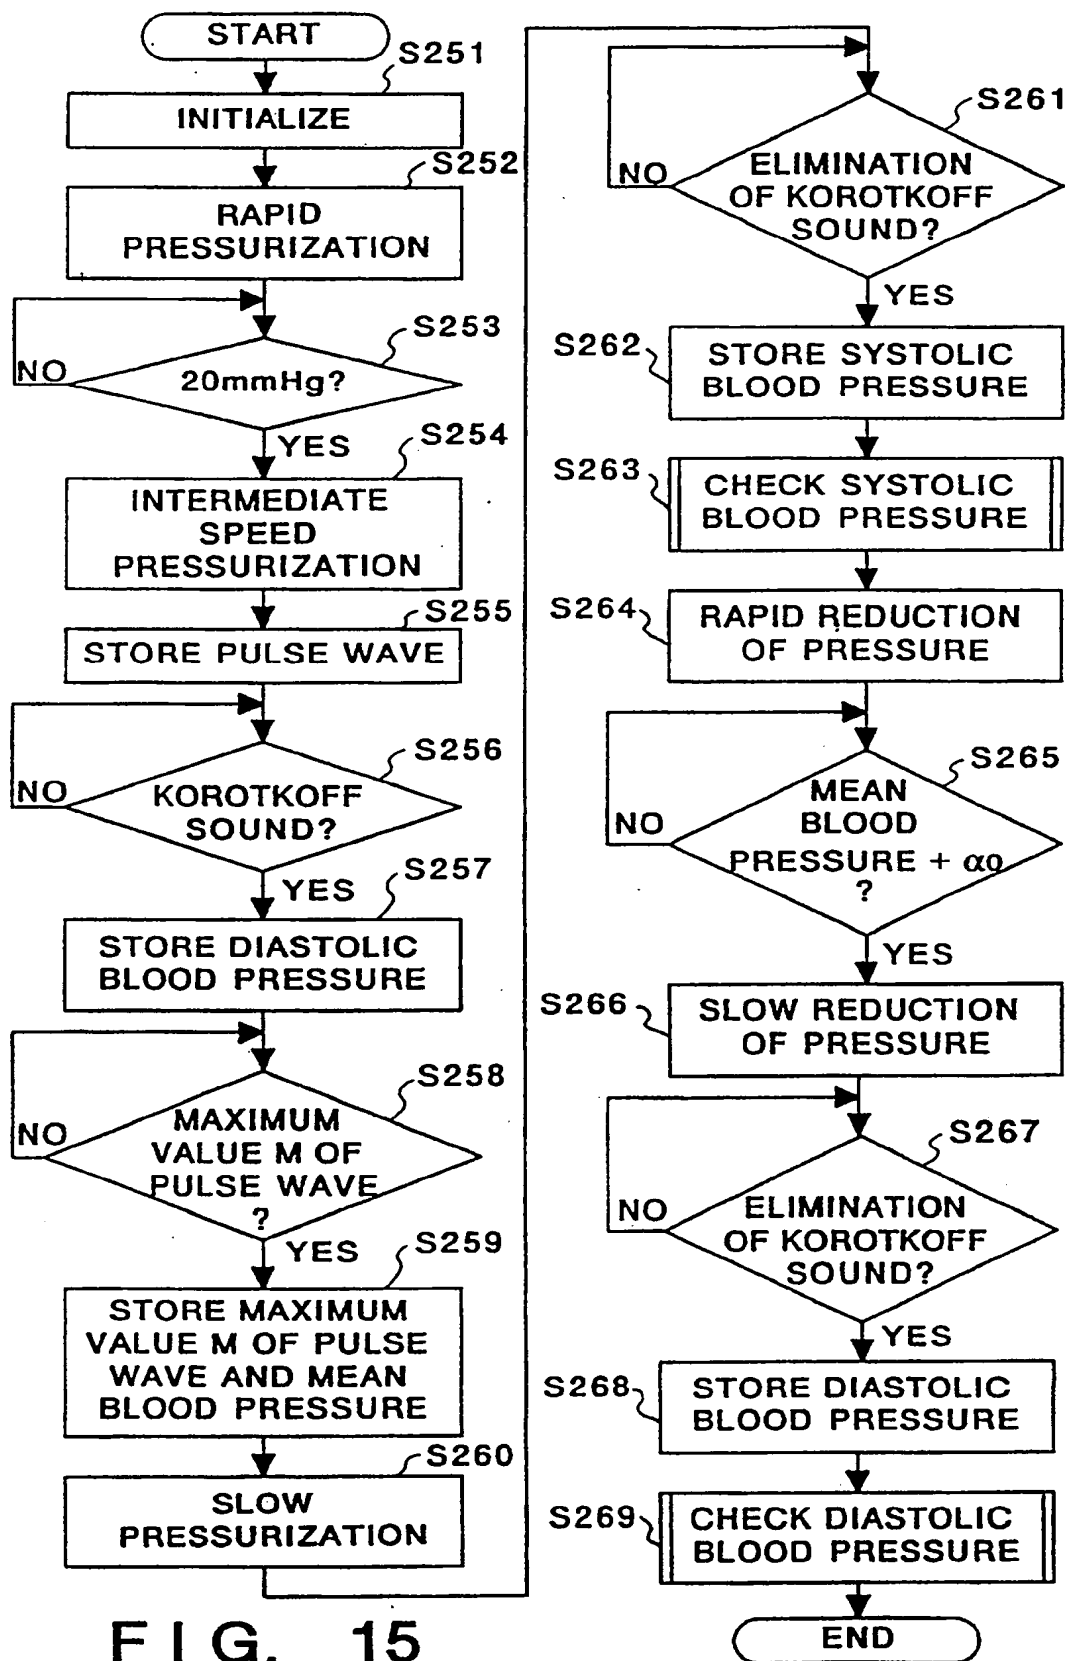 START
S251
INITIALIZE
S252
RAPID
PRESSURIZATION
S253
NO
20mmHg?
YES
S254
INTERMEDIATE
SPEED
PRESSURIZATION
S255
STORE PULSE WAVE
S256
NO
KOROTKOFF
SOUND?
YES
S257
STORE DIASTOLIC
BLOOD PRESSURE
S258
NO
MAXIMUM
VALUE M OF
PULSE WAVE
?
YES
S259
STORE MAXIMUM
VALUE M OF PULSE
WAVE AND MEAN
BLOOD PRESSURE
S260
SLOW
PRESSURIZATION
S261
NO
ELIMINATION
OF KOROTKOFF
SOUND?
YES
S262
STORE SYSTOLIC
BLOOD PRESSURE
S263
CHECK SYSTOLIC
BLOOD PRESSURE
S264
RAPID REDUCTION
OF PRESSURE
S265
NO
MEAN
BLOOD
PRESSURE + α0
?
YES
S266
SLOW REDUCTION
OF PRESSURE
S267
NO
ELIMINATION
OF KOROTKOFF
SOUND?
YES
S268
STORE DIASTOLIC
BLOOD PRESSURE
S269
CHECK DIASTOLIC
BLOOD PRESSURE
END
FIG. 15